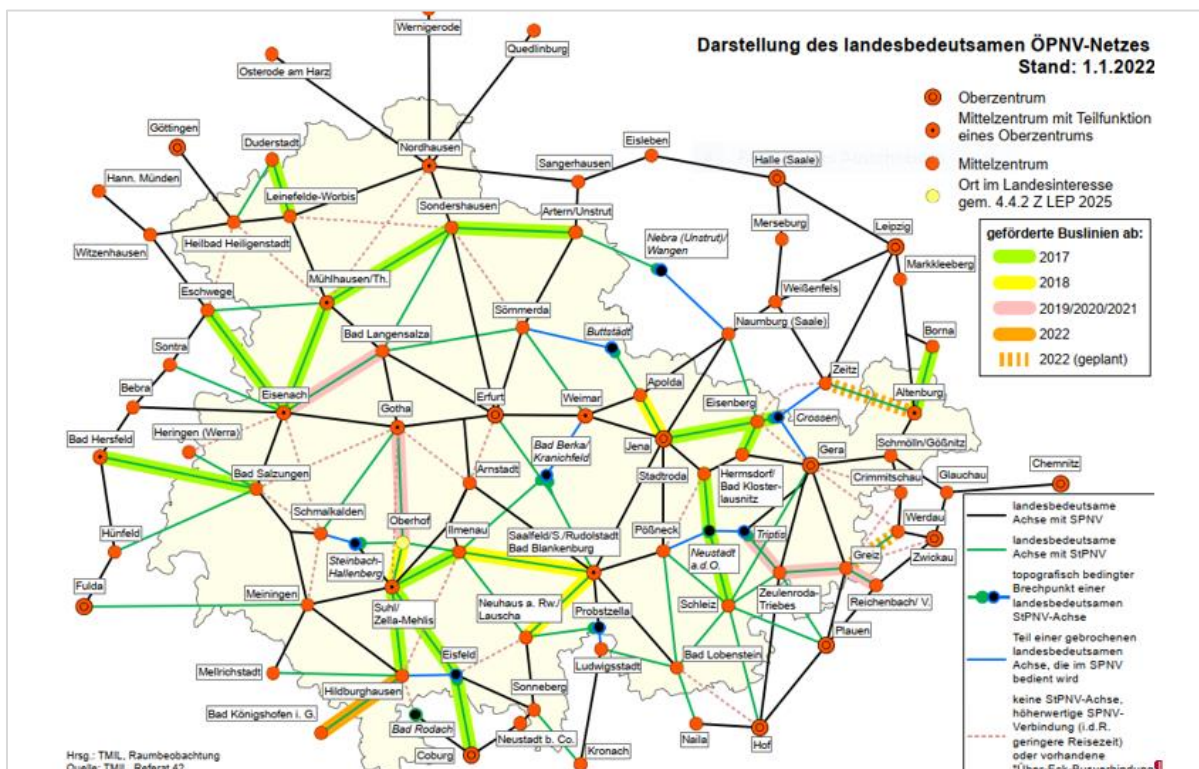 Darstellung des landesbedeutsamen ÖPNV-Netzes
Stand: 1.1.2022
Oberzentrum
Mittelzentrum mit Teilfunktion
eines Oberzentrums
Mittelzentrum
Ort im Landesinteresse
gem. 4.4.2 Z LEP 2025
geförderte Buslinien ab:
2017
2018
2019/2020/2021
2022
2022 (geplant)
Wernigerode
Quedlinburg
Osterode am Harz
Göttingen
Duderstadt
Nordhausen
Eisleben
Sangerhausen
Halle (Saale)
Hann. Münden
Leinefelde-Worbis
Sondershausen
Artern/Unstrut
Merseburg
Leipzig
Heilbad Heiligenstadt
Nebra (Unstrut)/
Wangen
Witzenhausen
Markkleeberg
Mühlhausen/Th.
Eschwege
Weißenfels
Sömmerda
Bad Langensalza
Buttstädt
Naumburg (Saale)
Borna
Sontra
Zeitz
Bebra
Altenburg
Eisenach
Gotha
Erfurt
Weimar
Apolda
Eisenberg
Crossen
Bad Hersfeld
Heringen (Werra)
Bad Berka/
Kranichfeld
Jena
Gera
Schmölln/Gößnitz
Bad Salzungen
Arnstadt
Stadtroda
Hermsdorf/
Bad Kloster-
lausnitz
Crimmitschau
Glauchau
Chemnitz
Schmalkalden
Oberhof
Ilmenau
Saalfeld/S./Rudolstadt
Bad Blankenburg
Pößneck
Triptis
Werdau
Hünfeld
Steinbach-
Hallenberg
Neustadt
a.d.O.
Greiz
Zwickau
Fulda
Meiningen
Suhl/
Zella-Mehlis
Neuhaus a. Rw./
Lauscha
Probstzella
Schleiz
Zeulenroda-
Triebes
Reichenbach/ V.
Plauen
Mellrichstadt
Eisfeld
Ludwigsstadt
Bad Lobenstein
Hildburghausen
Sonneberg
Bad Königshofen i. G.
Bad Rodach
Neustadt b. Co.
Naila
Hof
Coburg
Kronach
landesbedeutsame
Achse mit SPNV
landesbedeutsame
Achse mit StPNV
topografisch bedingter
Brechpunkt einer
landesbedeutsamen
StPNV-Achse
Teil einer gebrochenen
landesbedeutsamen
Achse, die im SPNV
bedient wird
keine StPNV-Achse,
höherwertige SPNV-
Verbindung (i.d.R.
geringere Reisezeit)
oder vorhandene
"Über-Eck-Busverbindung
Hrsg.: TMIL, Raumbeobachtung
Quelle: TMIL, Referat 42